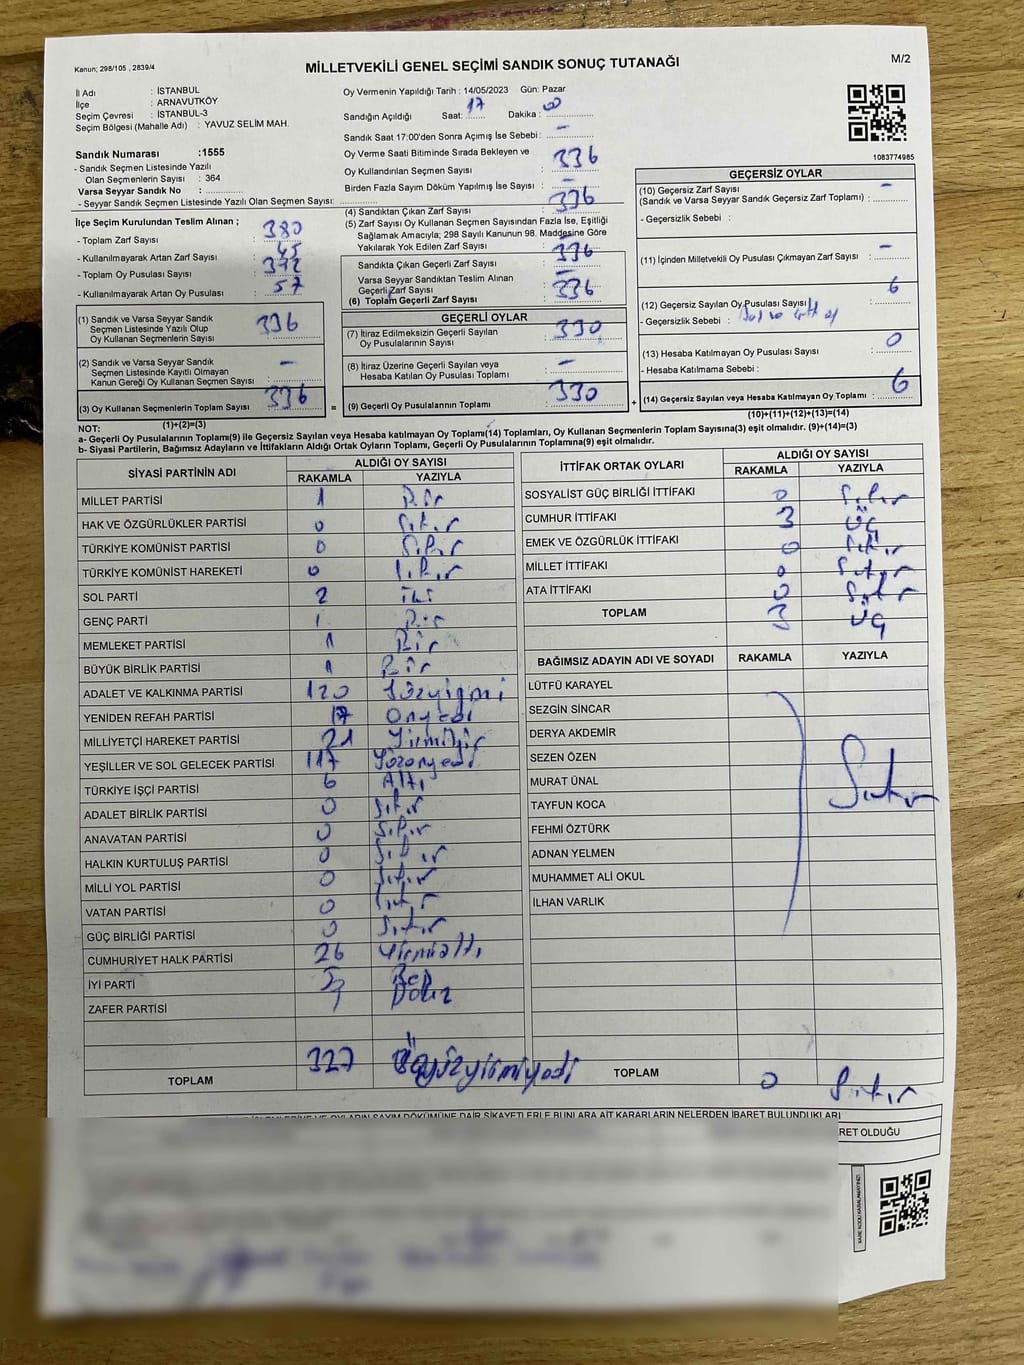 Kanun; 298/105 , 2839/4
MİLLETVEKİLİ GENEL SEÇİMİ SANDIK SONUÇ TUTANAĞI
M/2
İl Adı : İSTANBUL
İlçe : ARNAVUTKÖY
Seçim Çevresi : İSTANBUL-3
Seçim Bölgesi (Mahalle Adı) : YAVUZ SELİM MAH.
Sandık Numarası :1555
- Sandık Seçmen Listesinde Yazılı
Olan Seçmenlerin Sayısı : 364
Varsa Seyyar Sandık No :
- Seyyar Sandık Seçmen Listesinde Yazılı Olan Seçmen Sayısı:
Oy Vermenin Yapıldığı Tarih : 14/05/2023 Gün: Pazar
Sandığın Açıldığı Saat: 17 Dakika : 00
Sandık Saat 17:00'den Sonra Açımış İse Sebebi : -
Oy Verme Saati Bitiminde Sırada Bekleyen ve
Oy Kullandırılan Seçmen Sayısı : 336
Birden Fazla Sayım Döküm Yapılmış İse Sayısı : -
1083774985
İlçe Seçim Kurulundan Teslim Alınan ;
- Toplam Zarf Sayısı : 380
- Kullanılmayarak Artan Zarf Sayısı : 45
- Toplam Oy Pusulası Sayısı : 372
- Kullanılmayarak Artan Oy Pusulası : 57
(1) Sandık ve Varsa Seyyar Sandık
Seçmen Listesinde Yazılı Olup
Oy Kullanan Seçmenlerin Sayısı : 336
(2) Sandık ve Varsa Seyyar Sandık
Seçmen Listesinde Kayıtlı Olmayan
Kanun Gereği Oy Kullanan Seçmen Sayısı : -
(3) Oy Kullanan Seçmenlerin Toplam Sayısı : 336
(1)+(2)=(3)
(4) Sandıktan Çıkan Zarf Sayısı : 336
(5) Zarf Sayısı Oy Kullanan Seçmen Sayısından Fazla İse, Eşitliği
Sağlamak Amacıyla; 298 Sayılı Kanunun 98. Maddesine Göre
Yakılarak Yok Edilen Zarf Sayısı :
Sandıkta Çıkan Geçerli Zarf Sayısı : 336
Varsa Seyyar Sandıktan Teslim Alınan
Geçerli Zarf Sayısı : -
(6) Toplam Geçerli Zarf Sayısı : 336
GEÇERLİ OYLAR
(7) İtiraz Edilmeksizin Geçerli Sayılan
Oy Pusulalarının Sayısı : 330
(8) İtiraz Üzerine Geçerli Sayılan veya
Hesaba Katılan Oy Pusulası Toplamı : -
= (9) Geçerli Oy Pusulalarının Toplamı : 330
GEÇERSİZ OYLAR
(10) Geçersiz Zarf Sayısı
(Sandık ve Varsa Seyyar Sandık Geçersiz Zarf Toplamı) : -
- Geçersizlik Sebebi :
(11) İçinden Milletvekili Oy Pusulası Çıkmayan Zarf Sayısı : -
(12) Geçersiz Sayılan Oy Pusulası Sayısı : 6
- Geçersizlik Sebebi :
(13) Hesaba Katılmayan Oy Pusulası Sayısı : 0
- Hesaba Katılmama Sebebi :
+ (14) Geçersiz Sayılan veya Hesaba Katılmayan Oy Toplamı : 6
(10)+(11)+(12)+(13)=(14)
NOT:
a- Geçerli Oy Pusulalarının Toplamı(9) ile Geçersiz Sayılan veya Hesaba katılmayan Oy Toplamı(14) Toplamları, Oy Kullanan Seçmenlerin Toplam Sayısına(3) eşit olmalıdır. (9)+(14)=(3)
b- Siyasi Partilerin, Bağımsız Adayların ve İttifakların Aldığı Ortak Oyların Toplamı, Geçerli Oy Pusulalarının Toplamına(9) eşit olmalıdır.
SİYASİ PARTİNİN ADI
ALDIĞI OY SAYISI
RAKAMLA YAZIYLA
MİLLET PARTİSİ 1 Bir
HAK VE ÖZGÜRLÜKLER PARTİSİ 0 Sıfır
TÜRKİYE KOMÜNİST PARTİSİ 0 Sıfır
TÜRKİYE KOMÜNİST HAREKETİ 0 Sıfır
SOL PARTİ 2 iki
GENÇ PARTİ 1 Bir
MEMLEKET PARTİSİ 1 Bir
BÜYÜK BİRLİK PARTİSİ 1 Bir
ADALET VE KALKINMA PARTİSİ 120 Yüzyirmi
YENİDEN REFAH PARTİSİ 17 Onyedi
MİLLİYETÇİ HAREKET PARTİSİ 21 Yirmibir
YEŞİLLER VE SOL GELECEK PARTİSİ 117 Yüzonyedi
TÜRKİYE İŞÇİ PARTİSİ 6 Altı
ADALET BİRLİK PARTİSİ 0 Sıfır
ANAVATAN PARTİSİ 0 Sıfır
HALKIN KURTULUŞ PARTİSİ 0 Sıfır
MİLLİ YOL PARTİSİ 0 Sıfır
VATAN PARTİSİ 0 Sıfır
GÜÇ BİRLİĞİ PARTİSİ 0 Sıfır
CUMHURİYET HALK PARTİSİ 26 Yirmialtı
İYİ PARTİ 5 Beş
ZAFER PARTİSİ 9 Dokuz
TOPLAM 327 Üçyüzyirmiyedi
İTTİFAK ORTAK OYLARI
ALDIĞI OY SAYISI
RAKAMLA YAZIYLA
SOSYALİST GÜÇ BİRLİĞİ İTTİFAKI 0 Sıfır
CUMHUR İTTİFAKI 3 Üç
EMEK VE ÖZGÜRLÜK İTTİFAKI 0 Sıfır
MİLLET İTTİFAKI 0 Sıfır
ATA İTTİFAKI 0 Sıfır
TOPLAM 3 Üç
BAĞIMSIZ ADAYIN ADI VE SOYADI RAKAMLA YAZIYLA
LÜTFÜ KARAYEL
SEZGİN SİNCAR
DERYA AKDEMİR
SEZEN ÖZEN
MURAT ÜNAL
TAYFUN KOCA
FEHMİ ÖZTÜRK
ADNAN YELMEN
MUHAMMET ALİ OKUL
İLHAN VARLIK
Sıfır
TOPLAM 0 Sıfır
OYLARIN SAYIM DÖKÜMÜNE DAİR ŞİKAYETLERLE BUNLARA AİT KARARLARIN NELERDEN İBARET BULUNDUKLARI
RET OLDUĞU